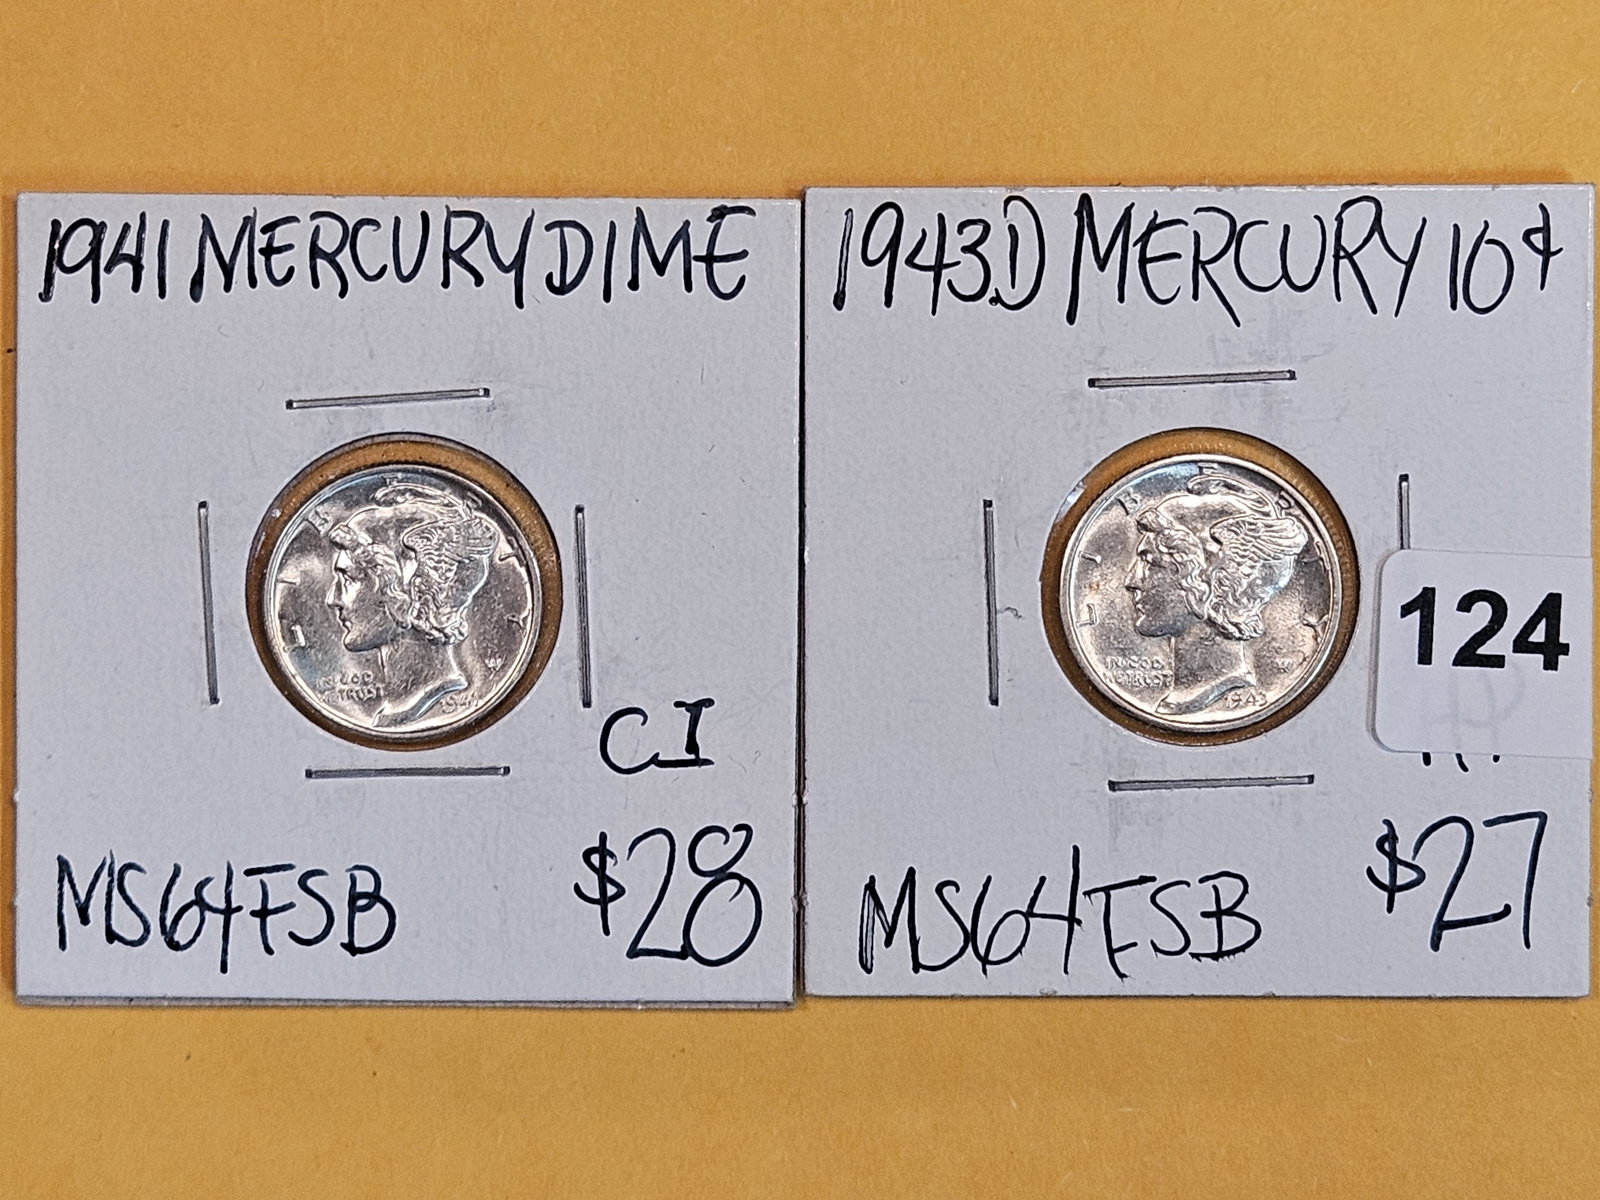 1941 MERCURY DIME
CI
MS64FSB
$28
1943.D MERCURY 10¢
124
MS64FSB
$27
LIBERTY
IN GOD
WE TRUST
1941
LIBERTY
IN GOD
WE TRUST
1943